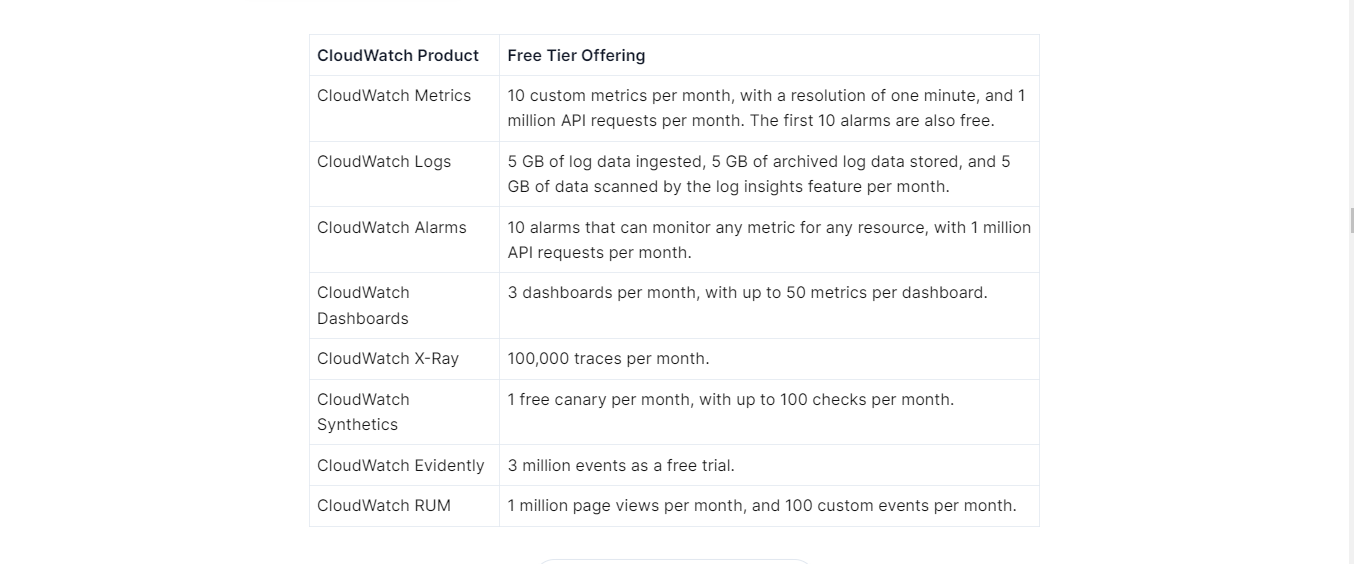 CloudWatch Product
Free Tier Offering
CloudWatch Metrics
10 custom metrics per month, with a resolution of one minute, and 1
million API requests per month. The first 10 alarms are also free.
CloudWatch Logs
5 GB of log data ingested, 5 GB of archived log data stored, and 5
GB of data scanned by the log insights feature per month.
CloudWatch Alarms
10 alarms that can monitor any metric for any resource, with 1 million
API requests per month.
CloudWatch
Dashboards
3 dashboards per month, with up to 50 metrics per dashboard.
CloudWatch X-Ray
100,000 traces per month.
CloudWatch
Synthetics
1 free canary per month, with up to 100 checks per month.
CloudWatch Evidently
3 million events as a free trial.
CloudWatch RUM
1 million page views per month, and 100 custom events per month.